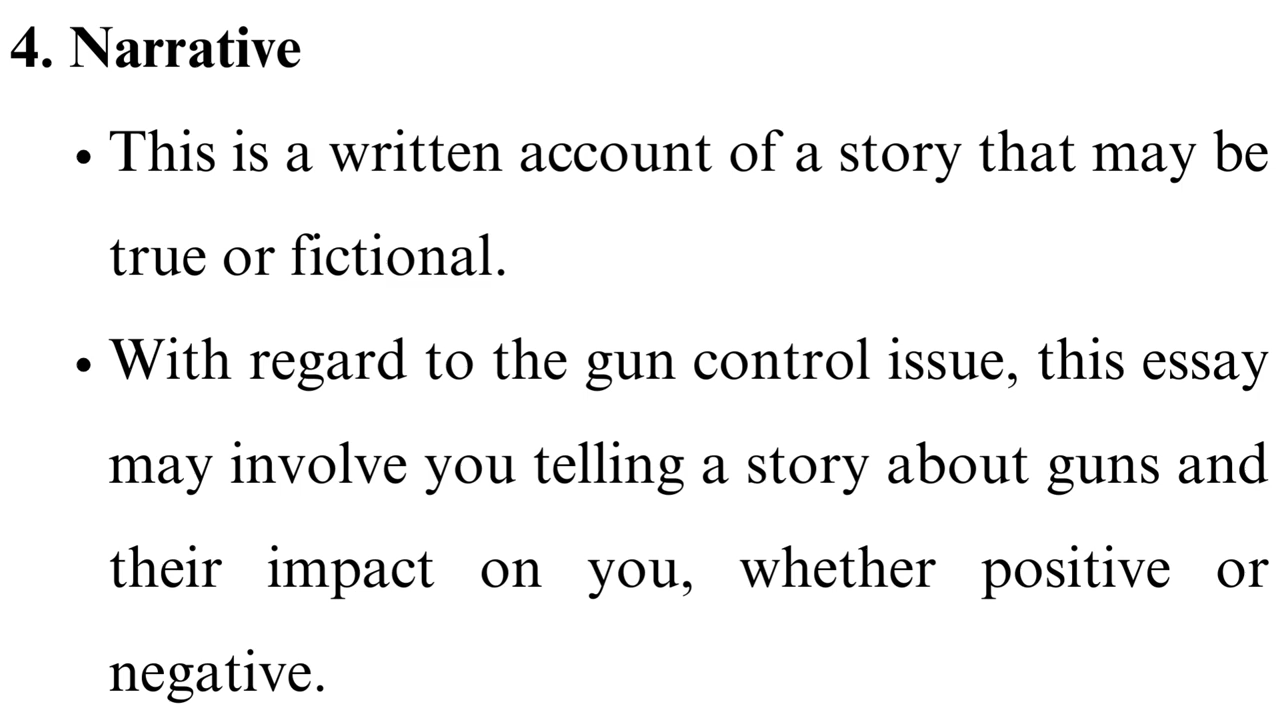 4. Narrative
• This is a written account of a story that may be
true or fictional.
• With regard to the gun control issue, this essay
may involve you telling a story about guns and
their impact on you, whether positive or
negative.